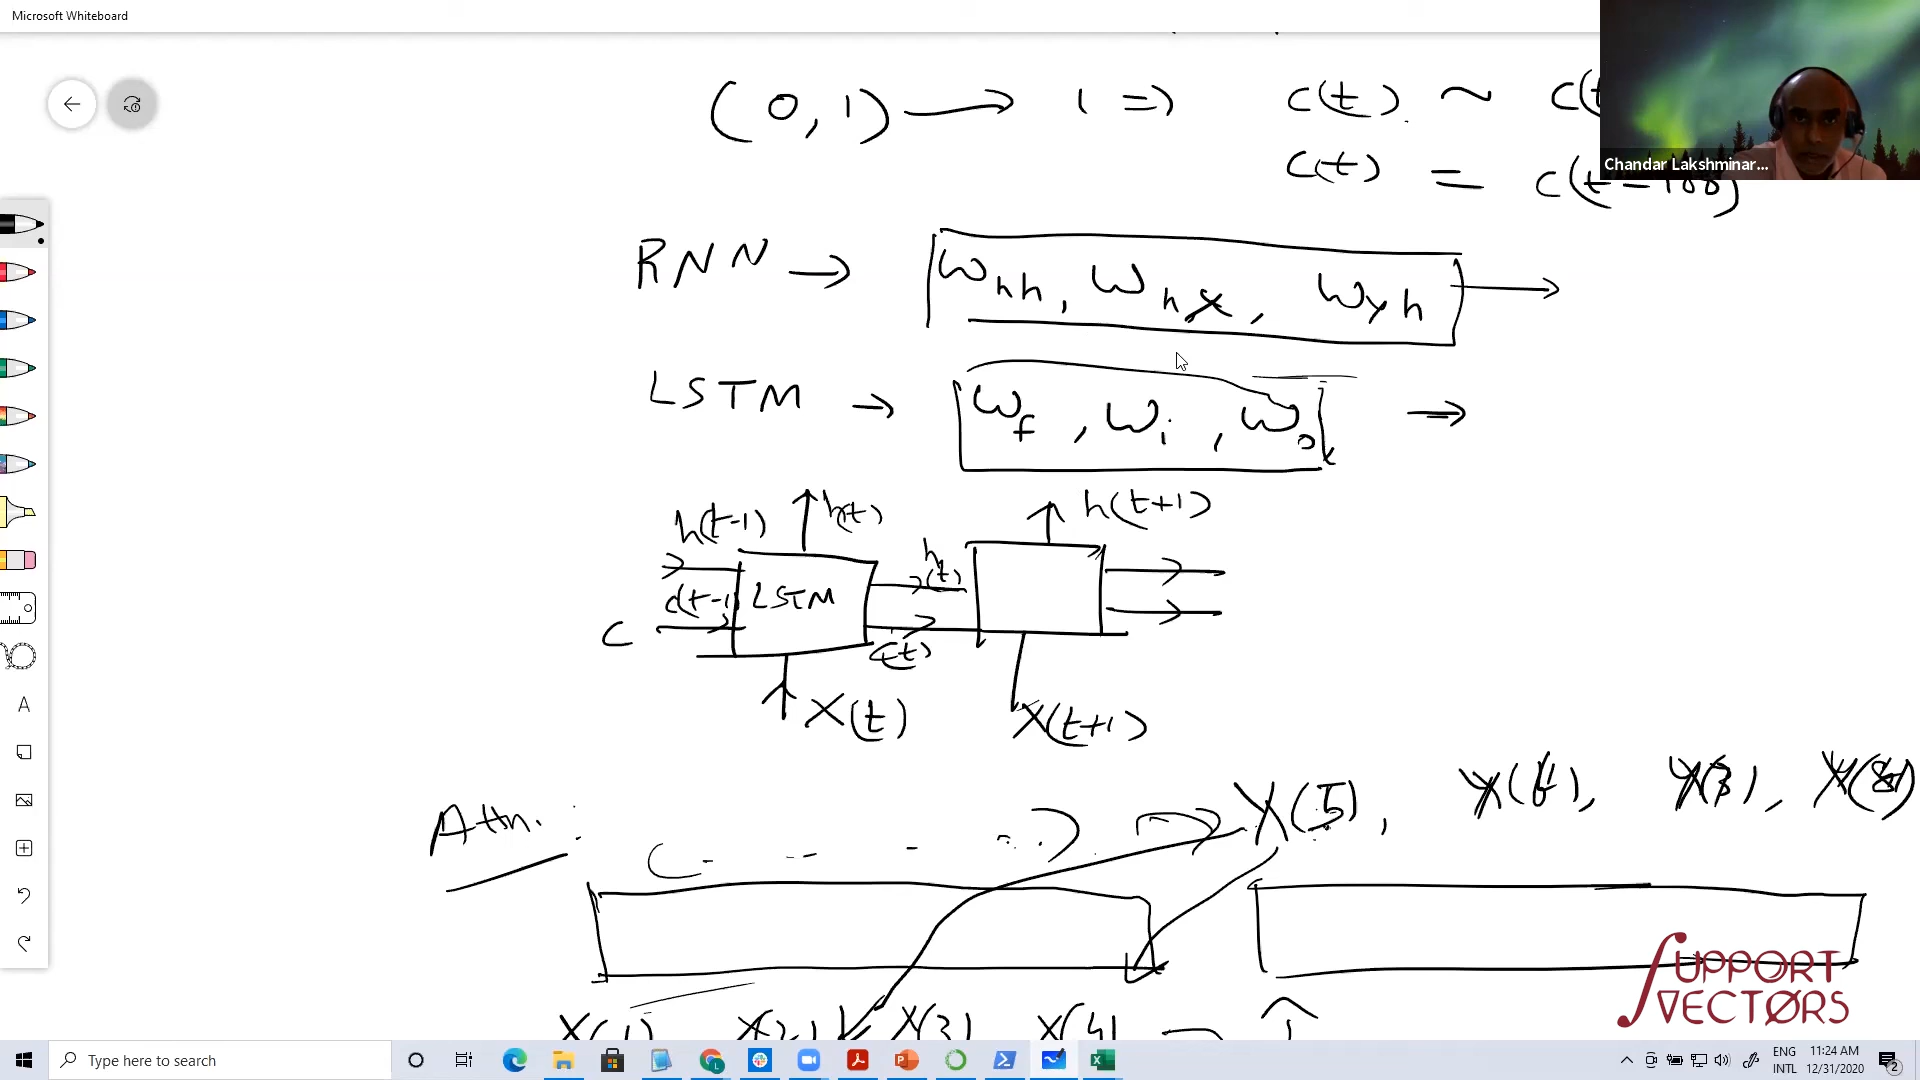 Microsoft Whiteboard
(0,1) → 1 => c(t) ~ c(t
c(t) = c(t-100)
Chandar Lakshminar...
RNN → Whh, Whx, Wyh →
LSTM → Wf, Wi, Wo →
h(t-1) h(t) h(t+1)
h(t)
c(t-1) LSTM
C c(t)
X(t) X(t+1)
Attn. : (- -- - ...) X(5),
X(1) X(2) X(3) X(4)
SUPPORT
VECTORS
Type here to search
ENG 11:24 AM
INTL 12/31/2020 2